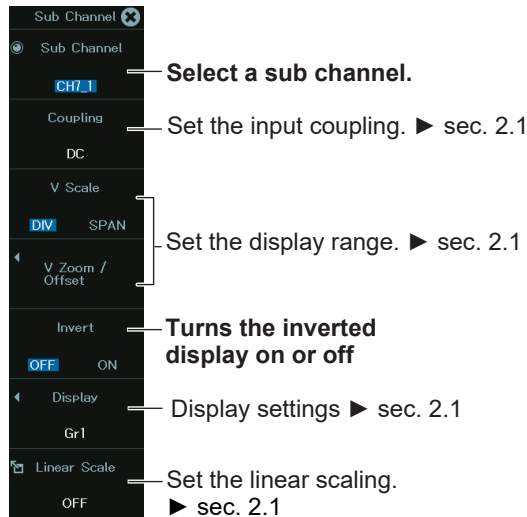 Sub Channel
Sub Channel
CH7_1
Select a sub channel.
Coupling
DC
Set the input coupling. ► sec. 2.1
V Scale
DIV SPAN
V Zoom /
Offset
Set the display range. ► sec. 2.1
Invert
OFF ON
Turns the inverted
display on or off
Display
Gr1
Display settings ► sec. 2.1
Linear Scale
OFF
Set the linear scaling.
► sec. 2.1